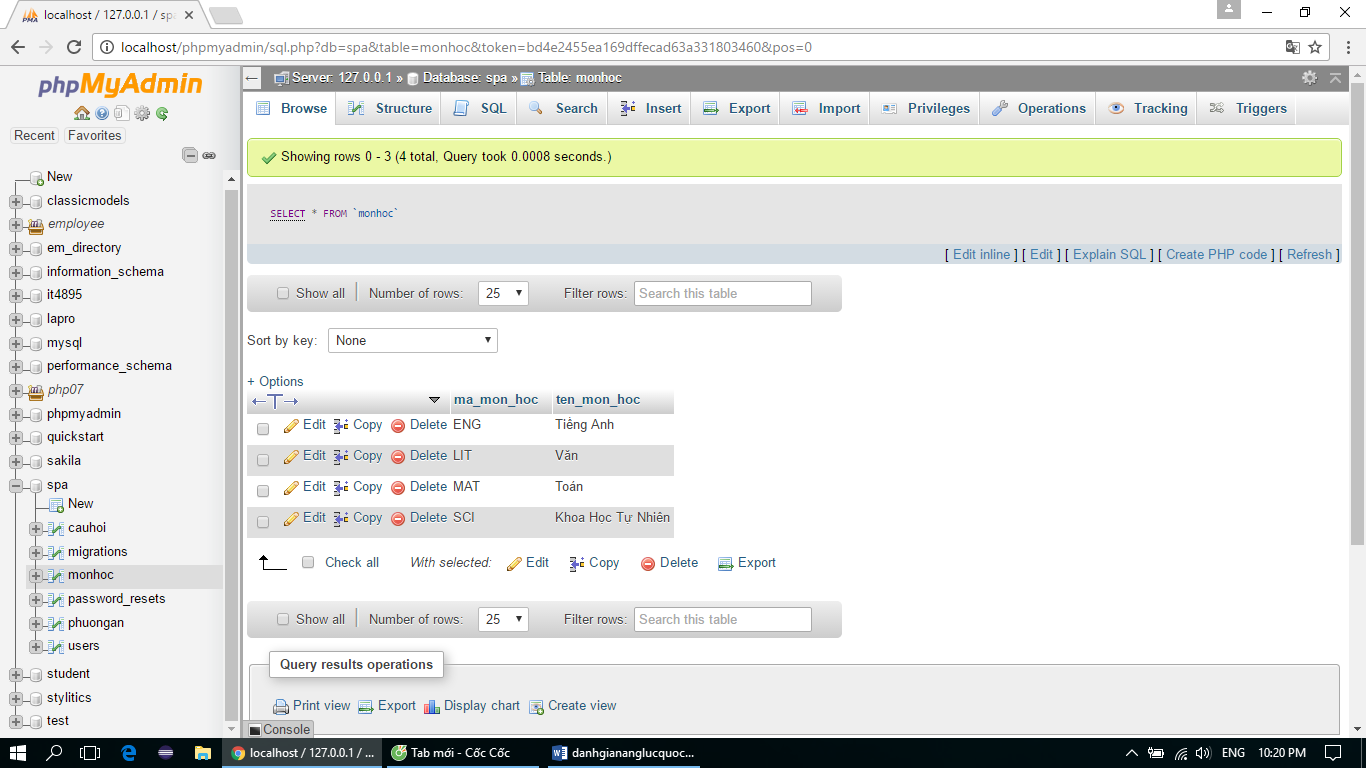 localhost / 127.0.0.1 / spa
localhost/phpmyadmin/sql.php?db=spa&table=monhoc&token=bd4e2455ea169dffecad63a331803460&pos=0
phpMyAdmin
Recent Favorites
New
classicmodels
employee
em_directory
information_schema
it4895
lapro
mysql
performance_schema
php07
phpmyadmin
quickstart
sakila
spa
New
cauhoi
migrations
monhoc
password_resets
phuongan
users
student
stylitics
test
Server: 127.0.0.1 » Database: spa » Table: monhoc
Browse Structure SQL Search Insert Export Import Privileges Operations Tracking Triggers
Showing rows 0 - 3 (4 total, Query took 0.0008 seconds.)
SELECT * FROM `monhoc`
[ Edit inline ] [ Edit ] [ Explain SQL ] [ Create PHP code ] [ Refresh ]
Show all Number of rows: 25 Filter rows: Search this table
Sort by key: None
+ Options
←T→ ma_mon_hoc ten_mon_hoc
Edit Copy Delete ENG Tiếng Anh
Edit Copy Delete LIT Văn
Edit Copy Delete MAT Toán
Edit Copy Delete SCI Khoa Học Tự Nhiên
Check all With selected: Edit Copy Delete Export
Show all Number of rows: 25 Filter rows: Search this table
Query results operations
Print view Export Display chart Create view
Console
localhost / 127.0.0.1 / ... Tab mới - Cốc Cốc danhgiananglucquoc... ENG 10:20 PM